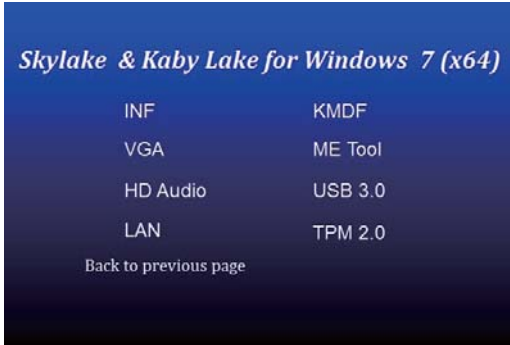 Skylake & Kaby Lake for Windows 7 (x64)
INF KMDF
VGA ME Tool
HD Audio USB 3.0
LAN TPM 2.0
Back to previous page